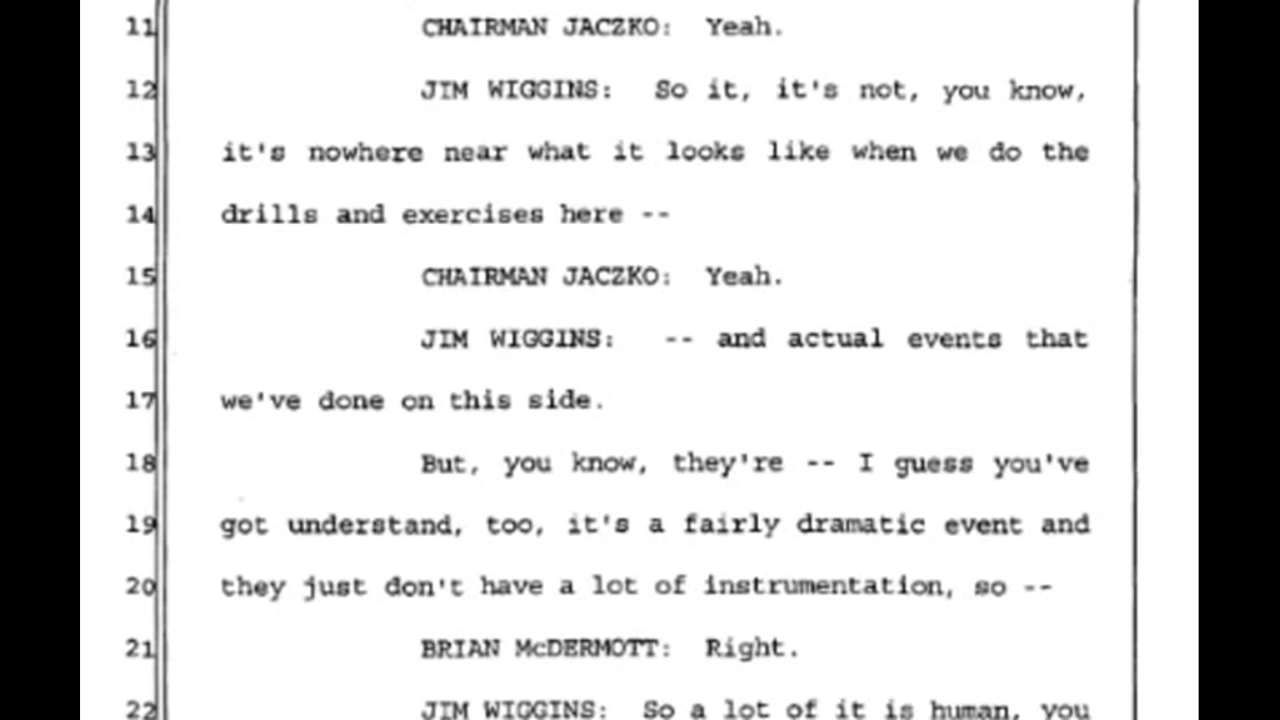 11 CHAIRMAN JACZKO: Yeah.
12 JIM WIGGINS: So it, it's not, you know,
13 it's nowhere near what it looks like when we do the
14 drills and exercises here --
15 CHAIRMAN JACZKO: Yeah.
16 JIM WIGGINS: -- and actual events that
17 we've done on this side.
18 But, you know, they're -- I guess you've
19 got understand, too, it's a fairly dramatic event and
20 they just don't have a lot of instrumentation, so --
21 BRIAN McDERMOTT: Right.
22 JIM WIGGINS: So a lot of it is human, you